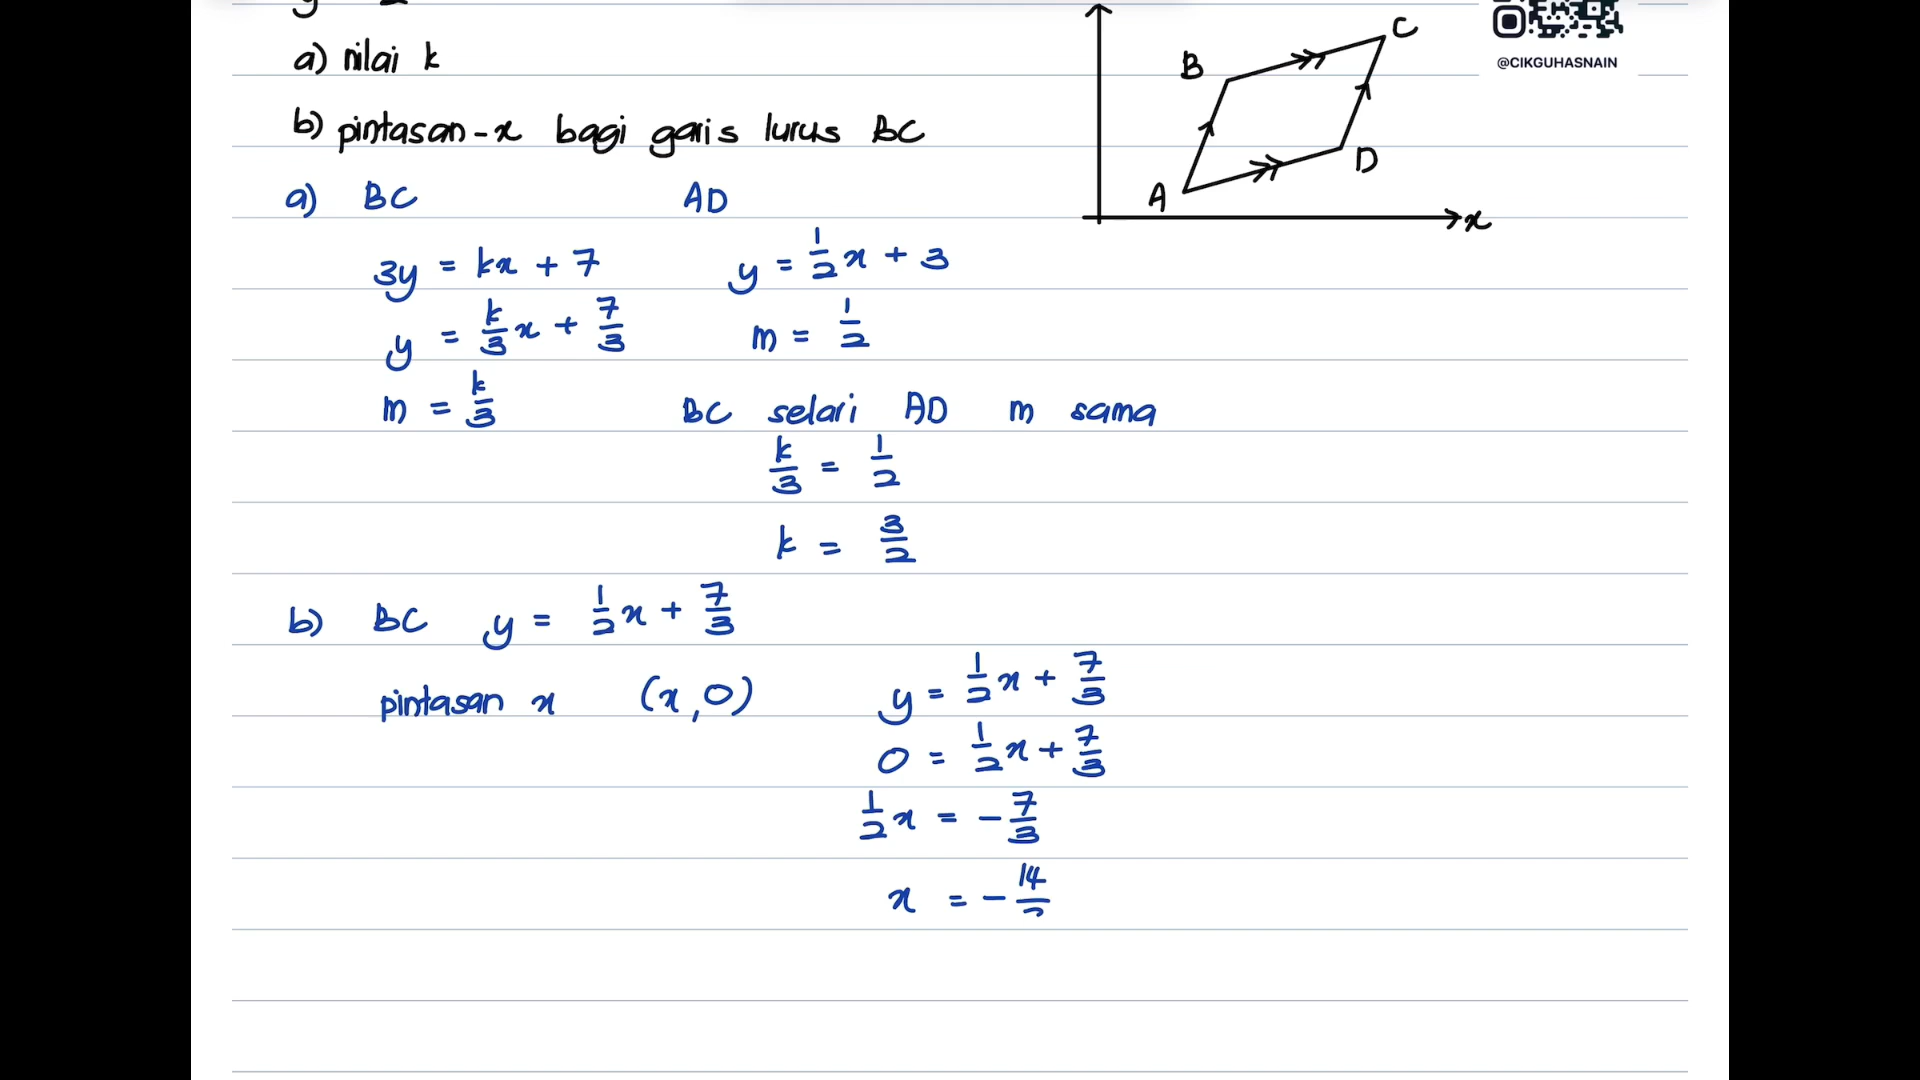 a) nilai k
b) pintasan-x bagi garis lurus BC
B
C
A
D
x
@CIKGUHASNAIN
a) BC AD
3y = kx + 7 y = 1/2 x + 3
y = k/3 x + 7/3 m = 1/2
m = k/3 BC selari AD m sama
k/3 = 1/2
k = 3/2
b) BC y = 1/2 x + 7/3
pintasan x (x, 0) y = 1/2 x + 7/3
0 = 1/2 x + 7/3
1/2 x = - 7/3
x = - 14/